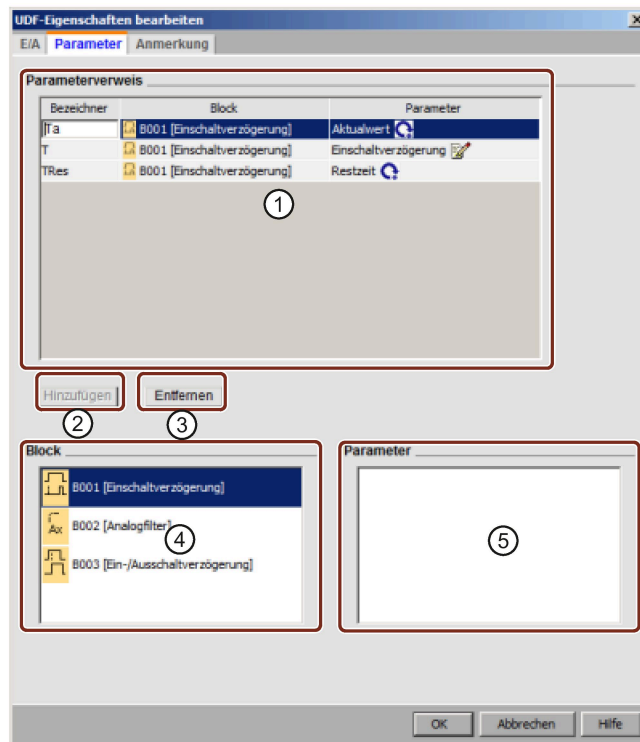 UDF-Eigenschaften bearbeiten
E/A Parameter Anmerkung
Parameterverweis
Bezeichner Block Parameter
Ta B001 [Einschaltverzögerung] Aktualwert
T B001 [Einschaltverzögerung] Einschaltverzögerung
TRes B001 [Einschaltverzögerung] Restzeit
1
Hinzufügen Entfernen
2 3
Block Parameter
B001 [Einschaltverzögerung]
Ax B002 [Analogfilter]
4 5
B003 [Ein-/Ausschaltverzögerung]
OK Abbrechen Hilfe